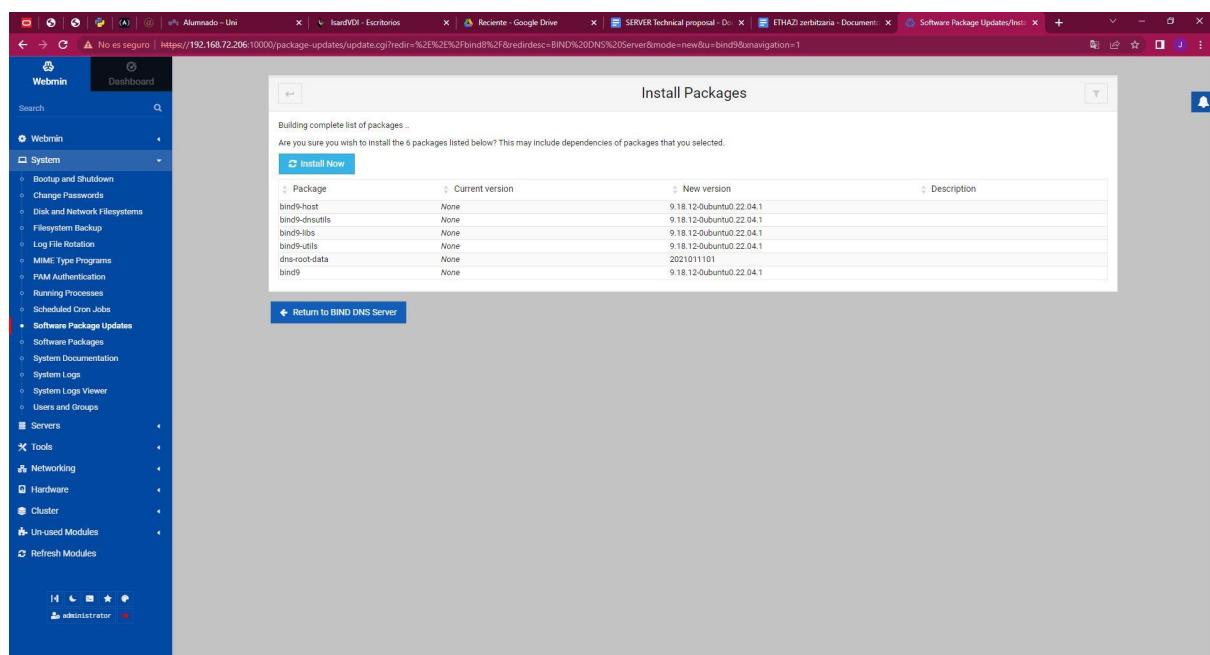 Alumnado – Uni
IsardVDI - Escritorios
Reciente - Google Drive
SERVER Technical proposal - Do
ETHAZI zerbitzaria - Documento
Software Package Updates/Insta
No es seguro
https://192.168.72.206:10000/package-updates/update.cgi?redir=%2E%2E%2Fbind8%2F&redirdesc=BIND%20DNS%20Server&mode=new&u=bind9&xnavigation=1
J
Webmin
Dashboard
Search
Webmin
System
Bootup and Shutdown
Change Passwords
Disk and Network Filesystems
Filesystem Backup
Log File Rotation
MIME Type Programs
PAM Authentication
Running Processes
Scheduled Cron Jobs
Software Package Updates
Software Packages
System Documentation
System Logs
System Logs Viewer
Users and Groups
Servers
Tools
Networking
Hardware
Cluster
Un-used Modules
Refresh Modules
administrator
Install Packages
Building complete list of packages ..
Are you sure you wish to install the 6 packages listed below? This may include dependencies of packages that you selected.
Install Now
Package Current version New version Description
bind9-host None 9.18.12-0ubuntu0.22.04.1
bind9-dnsutils None 9.18.12-0ubuntu0.22.04.1
bind9-libs None 9.18.12-0ubuntu0.22.04.1
bind9-utils None 9.18.12-0ubuntu0.22.04.1
dns-root-data None 2021011101
bind9 None 9.18.12-0ubuntu0.22.04.1
Return to BIND DNS Server